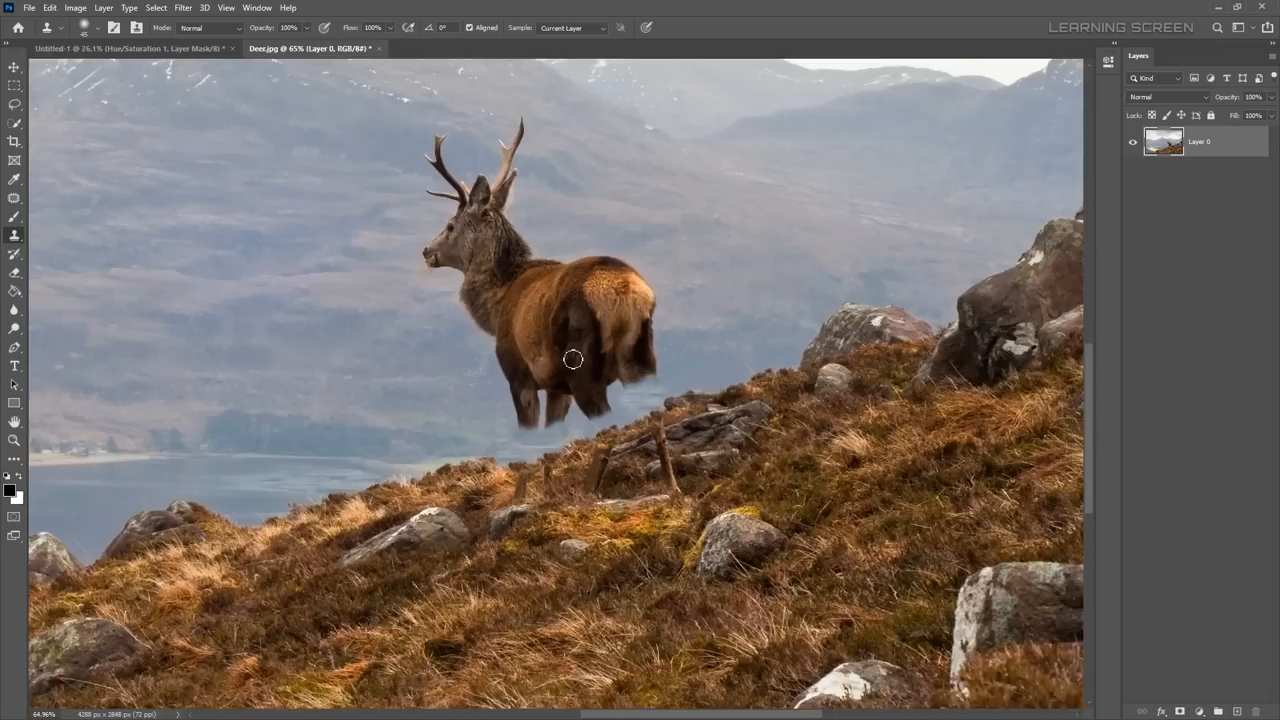 Ps File Edit Image Layer Type Select Filter 3D View Window Help
45 Mode: Normal Opacity: 100% Flow: 100% 0° Aligned Sample: Current Layer LEARNING SCREEN
Untitled-1 @ 26.1% (Hue/Saturation 1, Layer Mask/8) * × Deer.jpg @ 65% (Layer 0, RGB/8#) * ×
Layers
Kind
Normal Opacity: 100%
Lock: Fill: 100%
Layer 0
64.96% 4288 px x 2848 px (72 ppi)